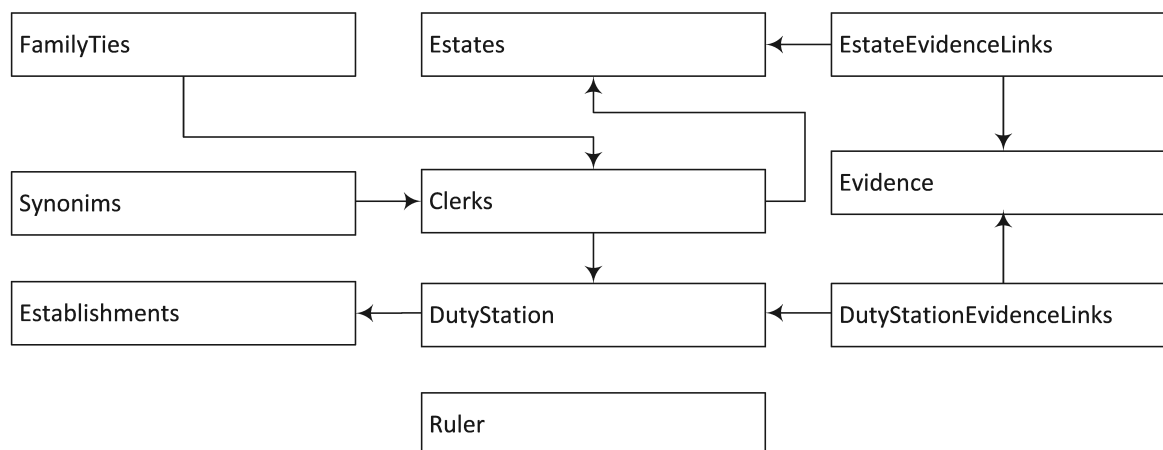 FamilyTies
Estates
EstateEvidenceLinks
Evidence
Synonims
Clerks
Establishments
DutyStation
DutyStationEvidenceLinks
Ruler